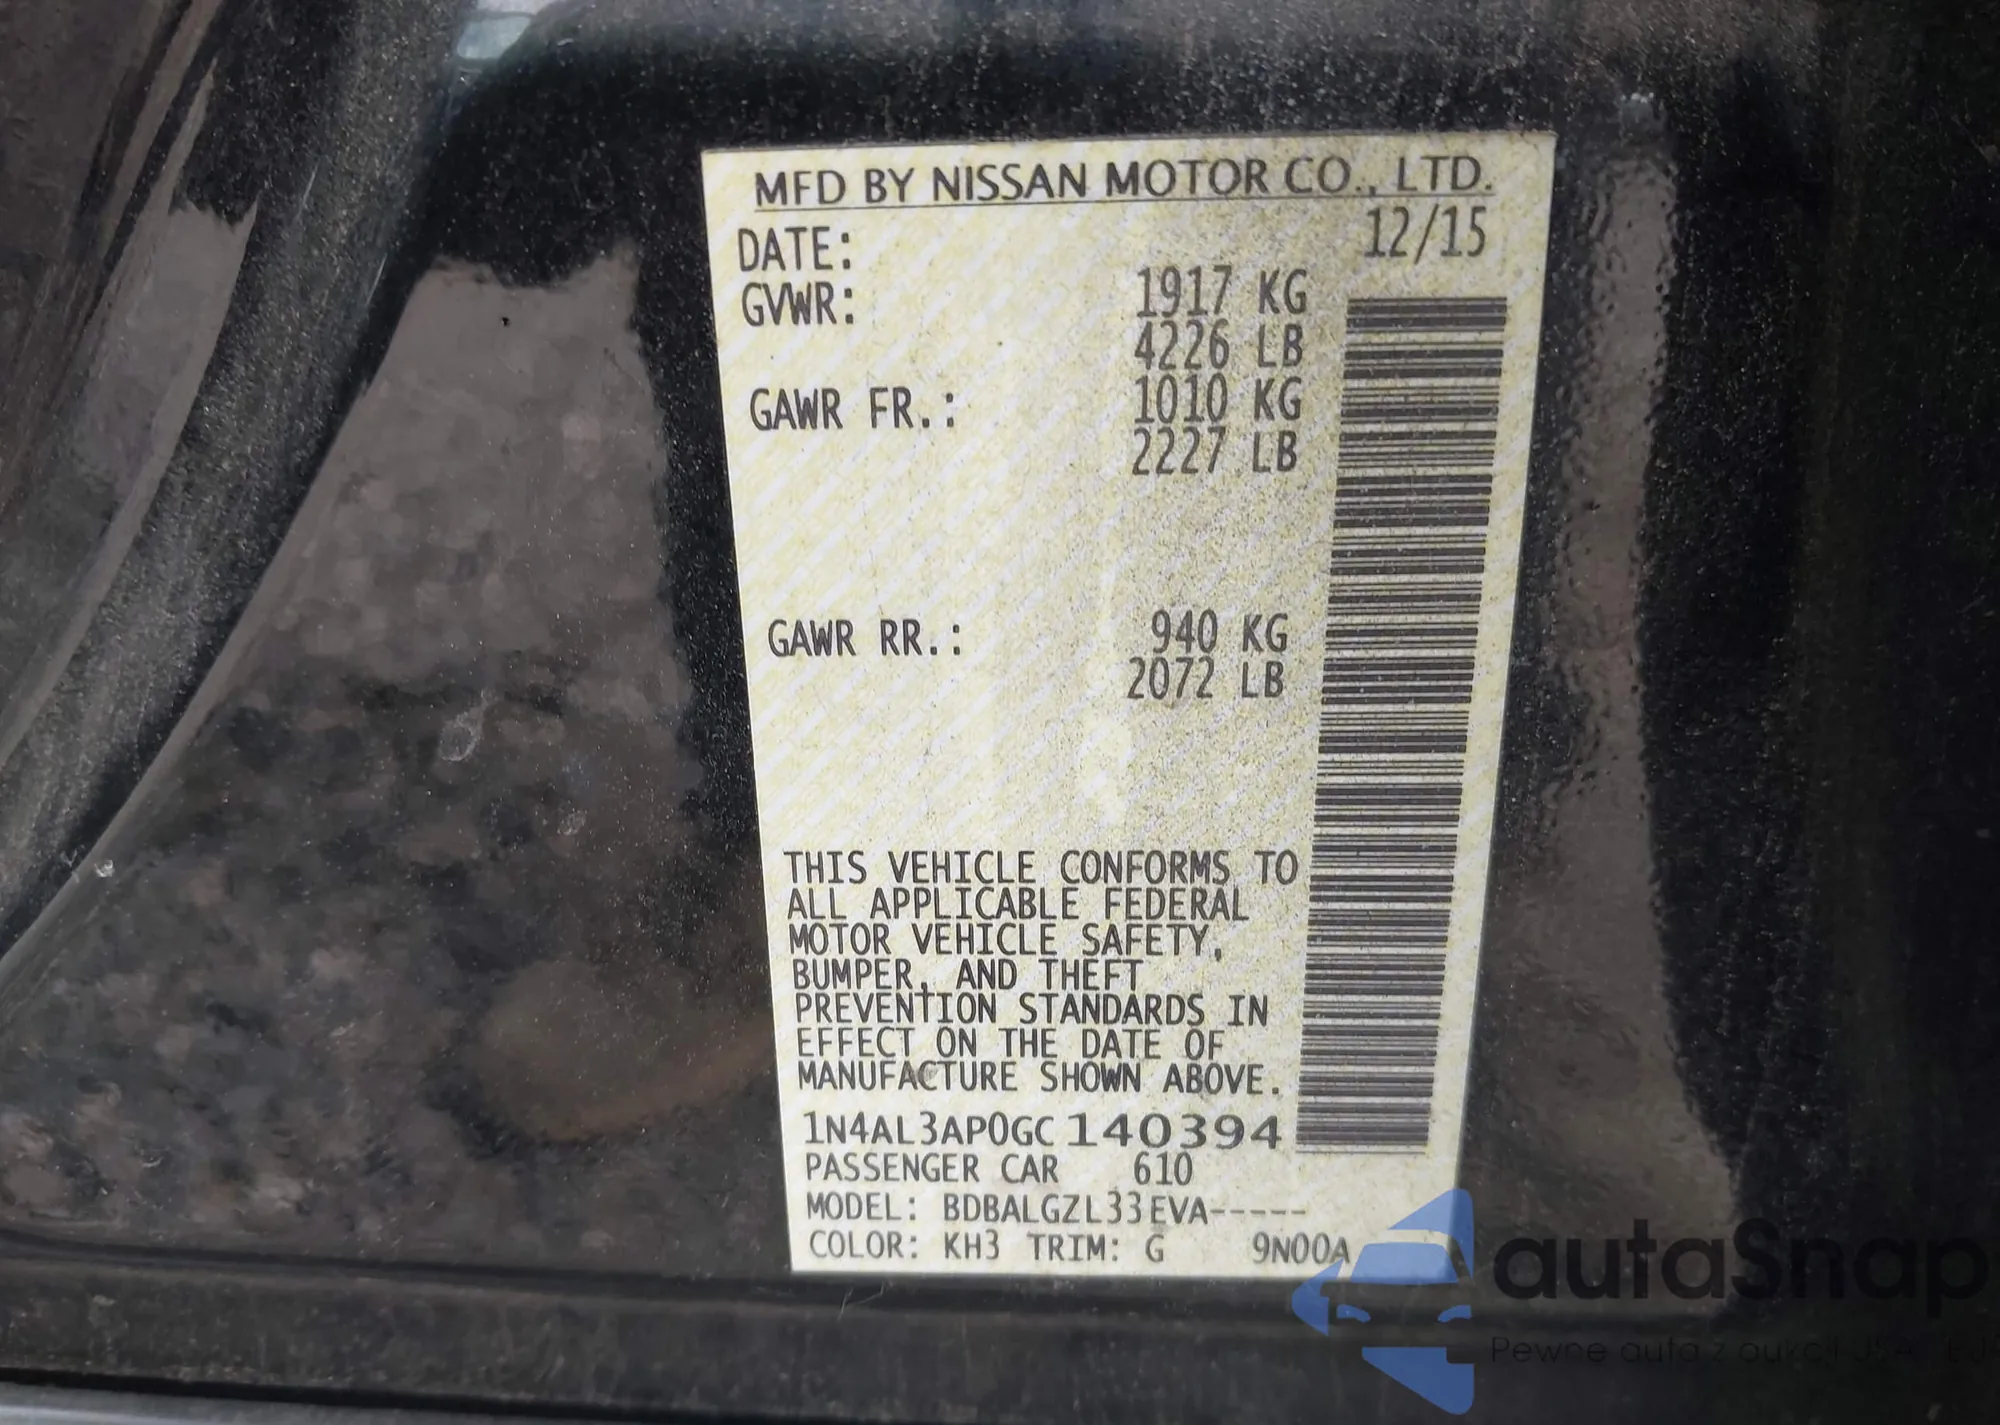 MFD BY NISSAN MOTOR CO., LTD.
DATE: 12/15
GVWR: 1917 KG
4226 LB
GAWR FR.: 1010 KG
2227 LB
GAWR RR.: 940 KG
2072 LB
THIS VEHICLE CONFORMS TO
ALL APPLICABLE FEDERAL
MOTOR VEHICLE SAFETY,
BUMPER, AND THEFT
PREVENTION STANDARDS IN
EFFECT ON THE DATE OF
MANUFACTURE SHOWN ABOVE.
1N4AL3AP0GC140394
PASSENGER CAR 610
MODEL: BDBALGZL33EVA-----
COLOR: KH3 TRIM: G 9N00A
autaSnap
Pewne auta z aukcji